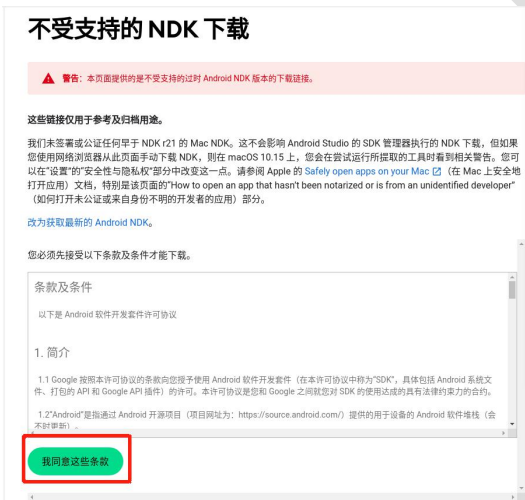 不受支持的 NDK 下载
警告：本页面提供的是不受支持的过时 Android NDK 版本的下载链接。
这些链接仅用于参考及归档用途。
我们未签署或公证任何早于 NDK r21 的 Mac NDK。这不会影响 Android Studio 的 SDK 管理器执行的 NDK 下载，但如果
您使用网络浏览器从此页面手动下载 NDK，则在 macOS 10.15 上，您会在尝试运行所提取的工具时看到相关警告。您可
以在“设置”的“安全性与隐私权”部分中改变这一点。请参阅 Apple 的 Safely open apps on your Mac（在 Mac 上安全地
打开应用）文档，特别是该页面的“How to open an app that hasn't been notarized or is from an unidentified developer”
（如何打开未公证或来自身份不明的开发者的应用）部分。
改为获取最新的 Android NDK。
您必须先接受以下条款及条件才能下载。
条款及条件
以下是 Android 软件开发套件许可协议
1. 简介
1.1 Google 按照本许可协议的条款向您授予使用 Android 软件开发套件（在本许可协议中称为“SDK”，具体包括 Android 系统文
件、打包的 API 和 Google API 插件）的许可。本许可协议是您和 Google 之间就您对 SDK 的使用达成的具有法律约束力的合约。
1.2“Android”是指通过 Android 开源项目（项目网址为：https://source.android.com/）提供的用于设备的 Android 软件堆栈（会
不时更新）。
我同意这些条款